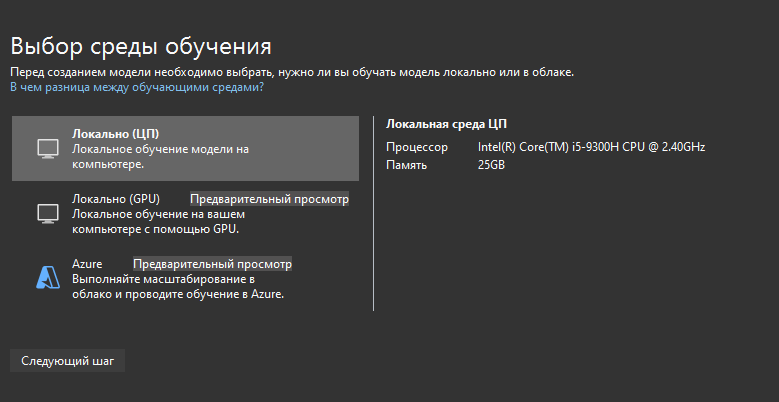 Выбор среды обучения
Перед созданием модели необходимо выбрать, нужно ли вы обучать модель локально или в облаке.
В чем разница между обучающими средами?
Локально (ЦП)
Локальное обучение модели на
компьютере.
Локально (GPU) Предварительный просмотр
Локальное обучение на вашем
компьютере с помощью GPU.
Azure Предварительный просмотр
Выполняйте масштабирование в
облако и проводите обучение в Azure.
Локальная среда ЦП
Процессор Intel(R) Core(TM) i5-9300H CPU @ 2.40GHz
Память 25GB
Следующий шаг